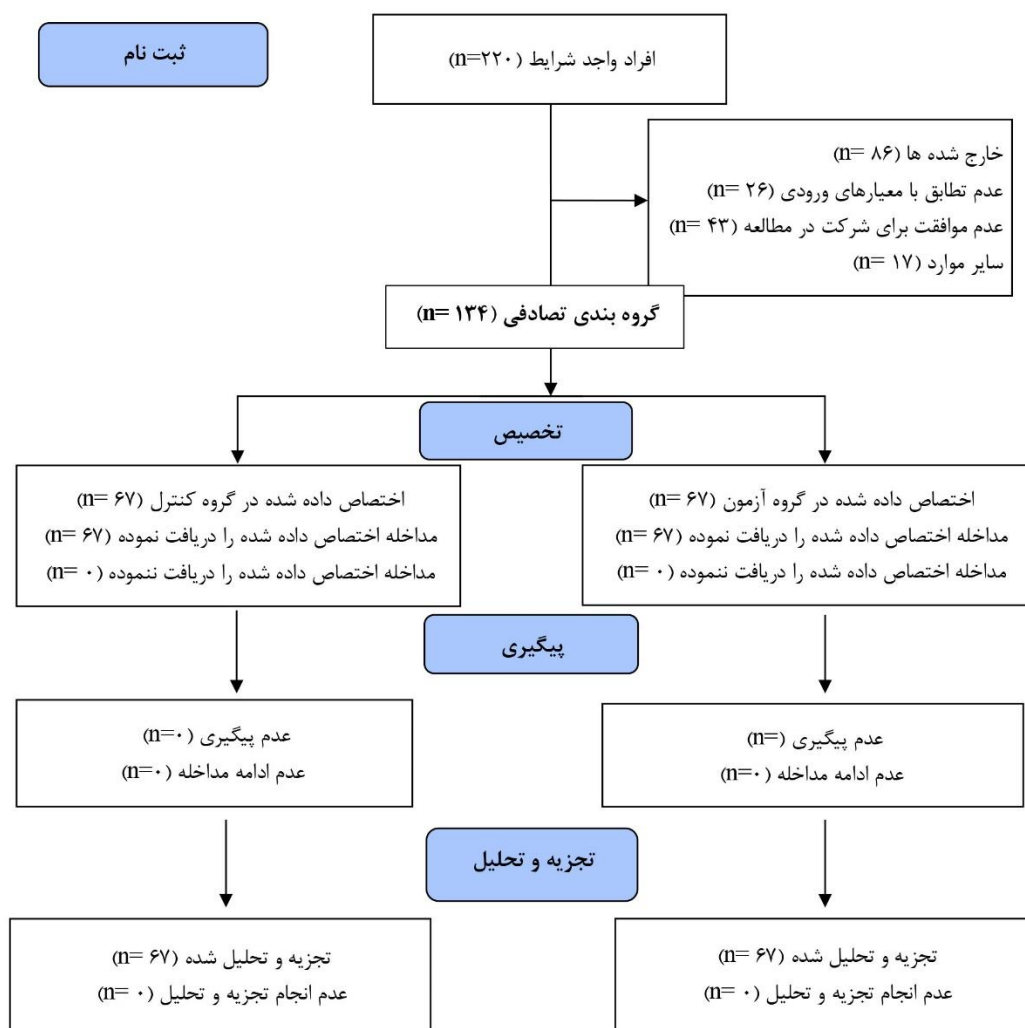 ثبت نام
افراد واجد شرایط (n=۲۲۰)
خارج شده ها (n= ۸۶)
عدم تطابق با معیارهای ورودی (n= ۲۶)
عدم موافقت برای شرکت در مطالعه (n= ۴۳)
سایر موارد (n= ۱۷)
گروه بندی تصادفی (n= ۱۳۴)
تخصیص
اختصاص داده شده در گروه آزمون (n= ۶۷)
مداخله اختصاص داده شده را دریافت نموده (n= ۶۷)
مداخله اختصاص داده شده را دریافت ننموده (n= ۰)
اختصاص داده شده در گروه کنترل (n= ۶۷)
مداخله اختصاص داده شده را دریافت نموده (n= ۶۷)
مداخله اختصاص داده شده را دریافت ننموده (n= ۰)
پیگیری
عدم پیگیری (n=)
عدم ادامه مداخله (n=۰)
عدم پیگیری (n=۰)
عدم ادامه مداخله (n=۰)
تجزیه و تحلیل
تجزیه و تحلیل شده (n= ۶۷)
عدم انجام تجزیه و تحلیل (n= ۰)
تجزیه و تحلیل شده (n= ۶۷)
عدم انجام تجزیه و تحلیل (n= ۰)